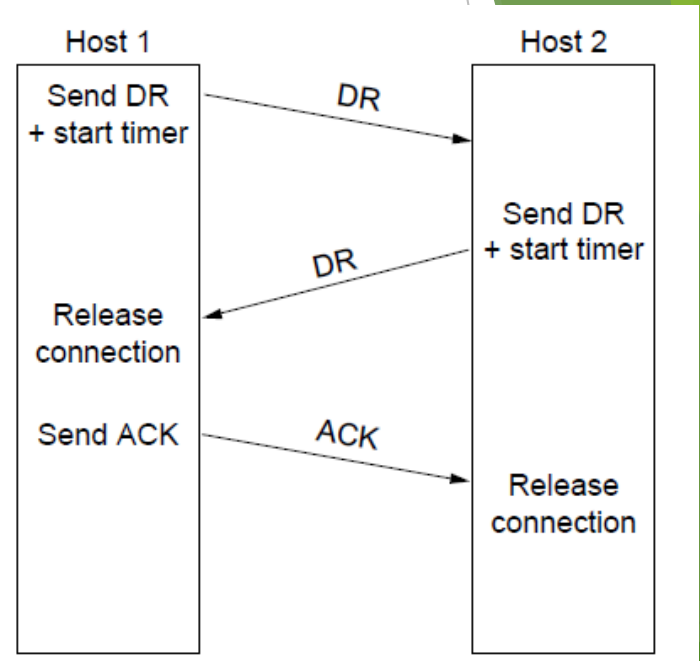 Host 1
Host 2
Send DR
+ start timer
DR
Send DR
+ start timer
DR
Release
connection
Send ACK
ACK
Release
connection